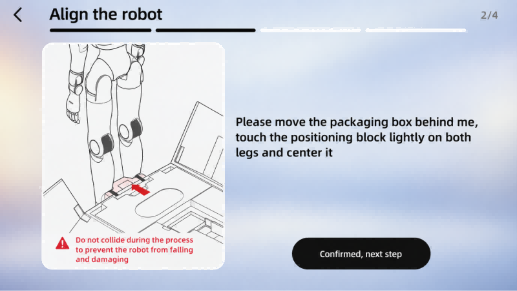 Align the robot
2/4
Please move the packaging box behind me,
touch the positioning block lightly on both
legs and center it
Do not collide during the process
to prevent the robot from falling
and damaging
Confirmed, next step